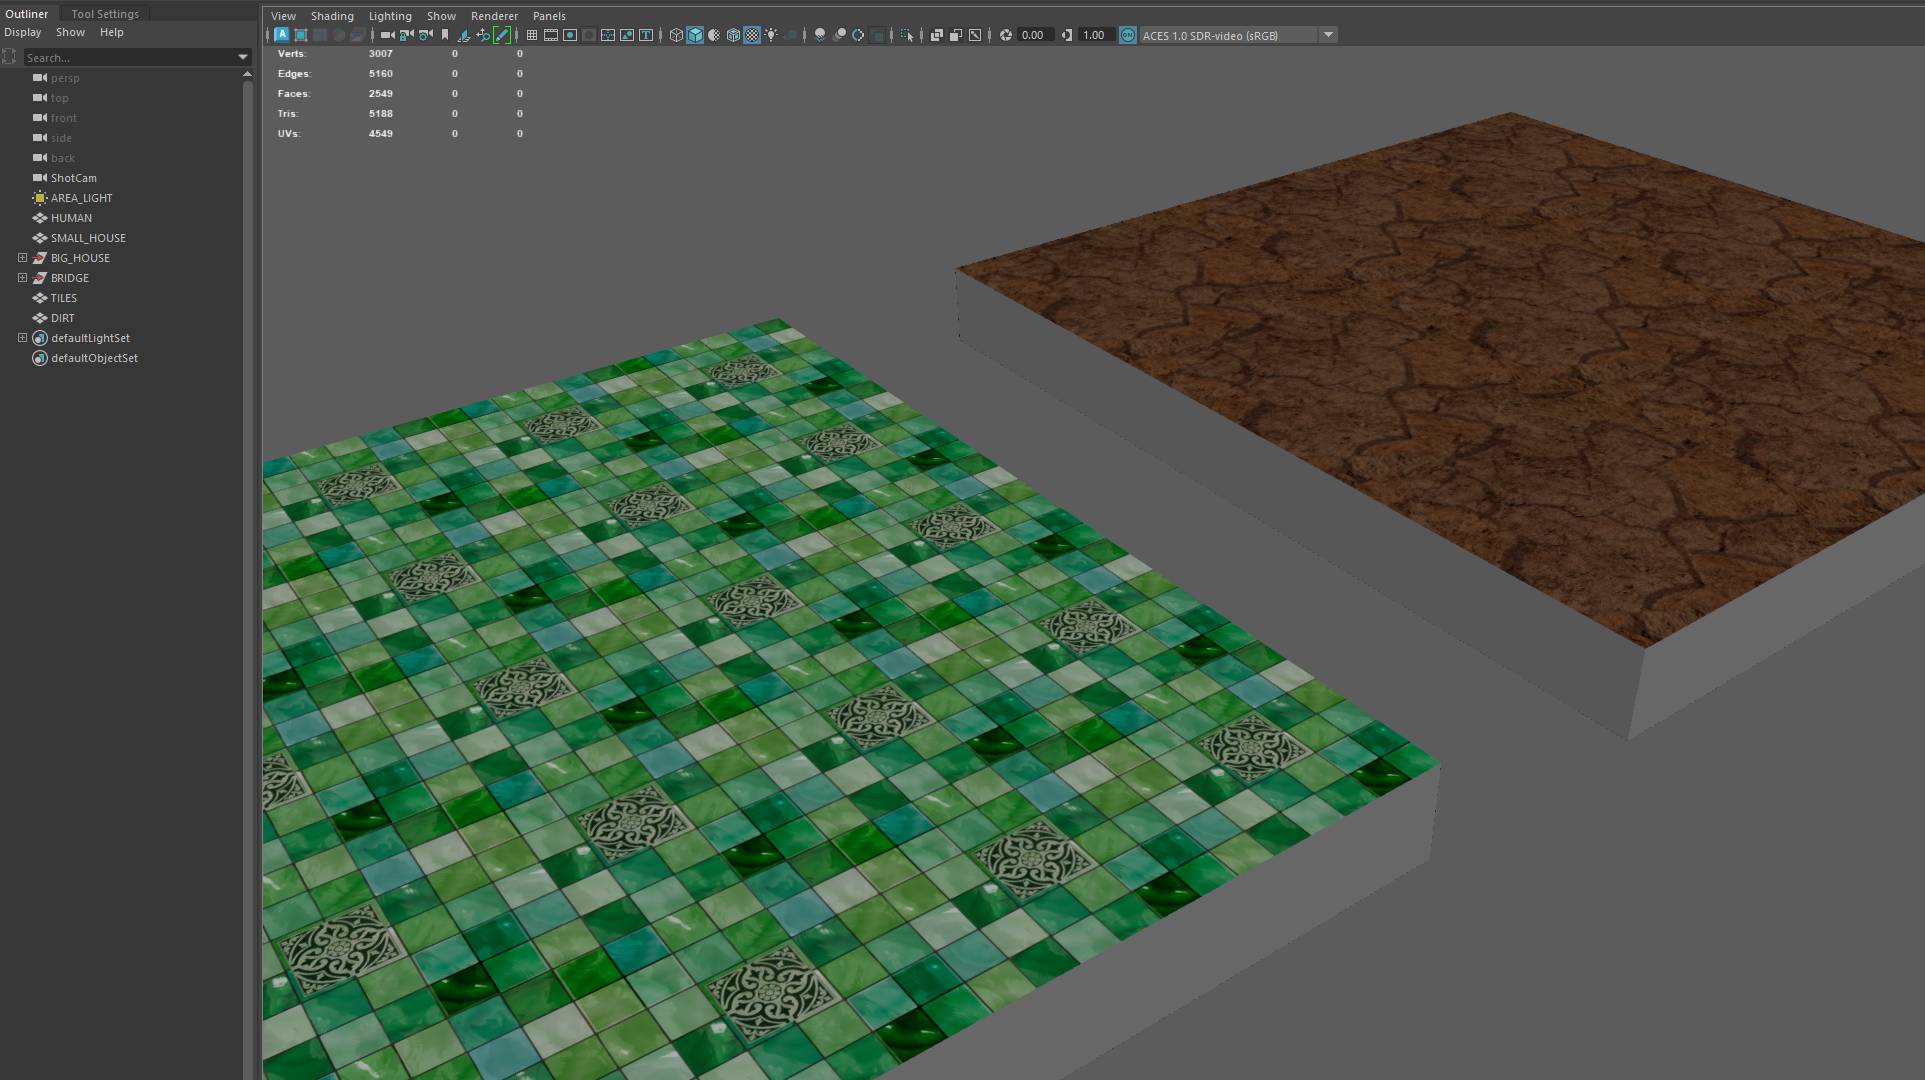 Outliner
Tool Settings
Display Show Help
Search...
persp
top
front
side
back
ShotCam
AREA_LIGHT
HUMAN
SMALL_HOUSE
BIG_HOUSE
BRIDGE
TILES
DIRT
defaultLightSet
defaultObjectSet
View Shading Lighting Show Renderer Panels
0.00 1.00 ON ACES 1.0 SDR-video (sRGB)
Verts: 3007 0 0
Edges: 5160 0 0
Faces: 2549 0 0
Tris: 5188 0 0
UVs: 4549 0 0